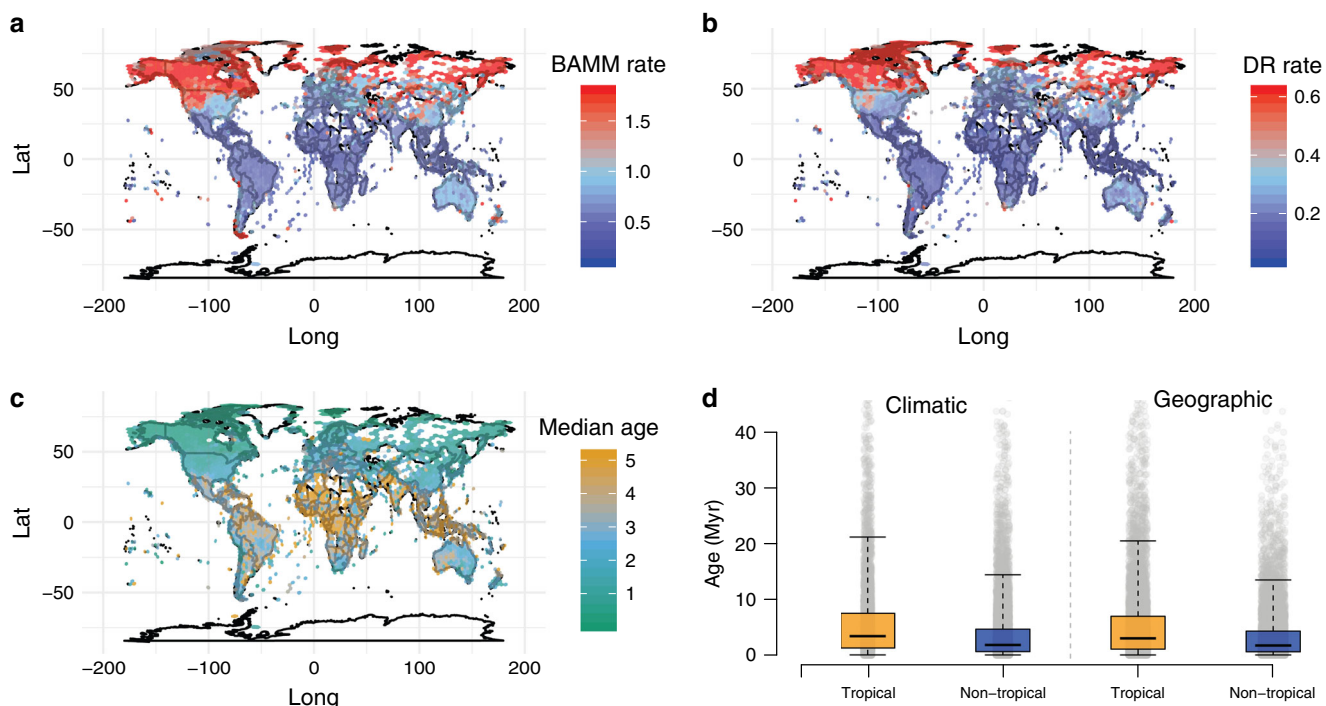 a
BAMM rate
1.5
1.0
0.5
50
0
−50
Lat
−200
−100
0
100
200
Long
b
DR rate
0.6
0.4
0.2
50
0
−50
−200
−100
0
100
200
Long
c
Median age
5
4
3
2
1
50
0
−50
Lat
−200
−100
0
100
200
Long
d
Climatic
Geographic
40
30
20
10
0
Age (Myr)
Tropical
Non−tropical
Tropical
Non−tropical